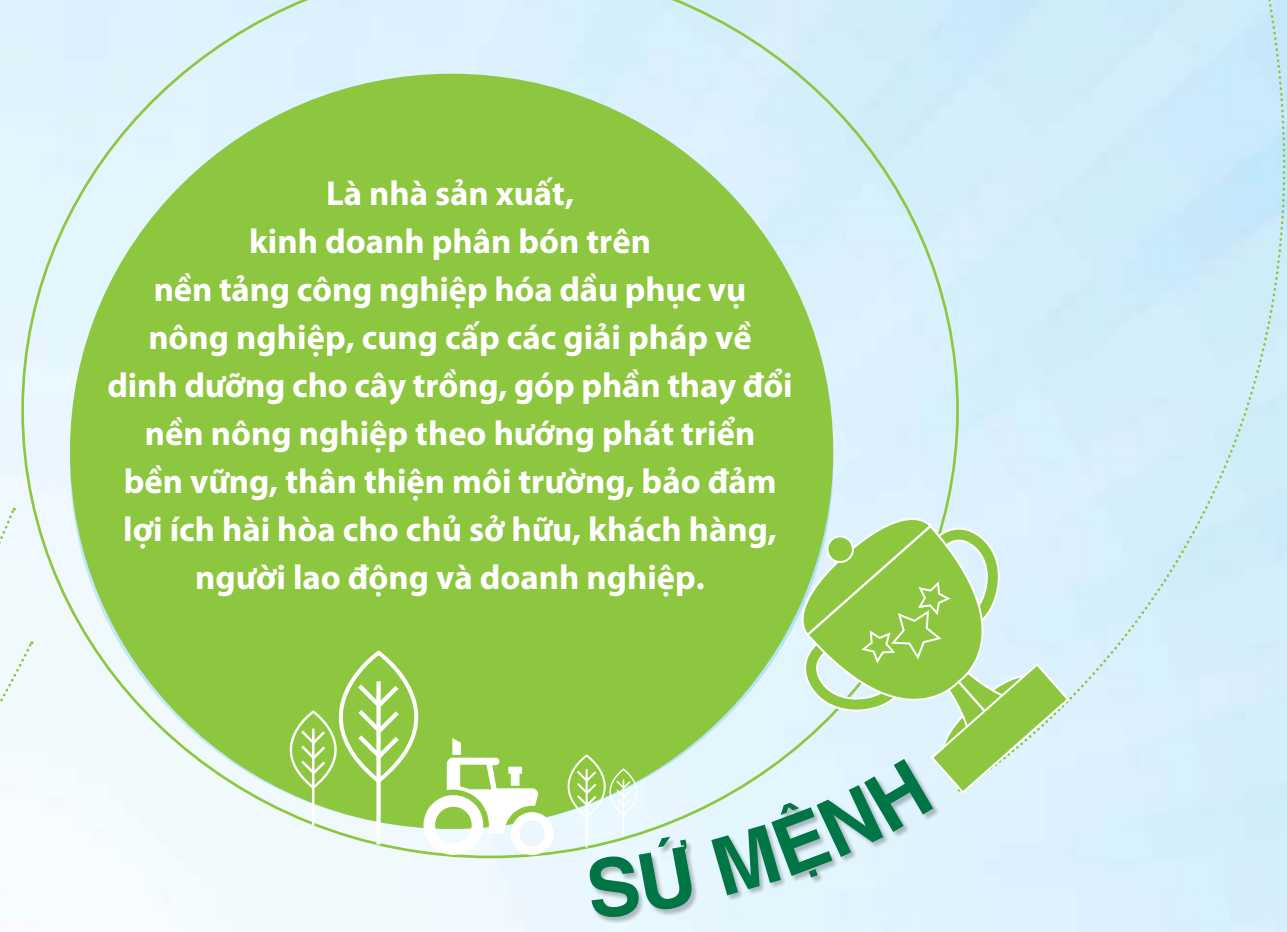 Là nhà sản xuất,
kinh doanh phân bón trên
nền tảng công nghiệp hóa dầu phục vụ
nông nghiệp, cung cấp các giải pháp về
dinh dưỡng cho cây trồng, góp phần thay đổi
nền nông nghiệp theo hướng phát triển
bền vững, thân thiện môi trường, bảo đảm
lợi ích hài hòa cho chủ sở hữu, khách hàng,
người lao động và doanh nghiệp.
SỨ MỆNH